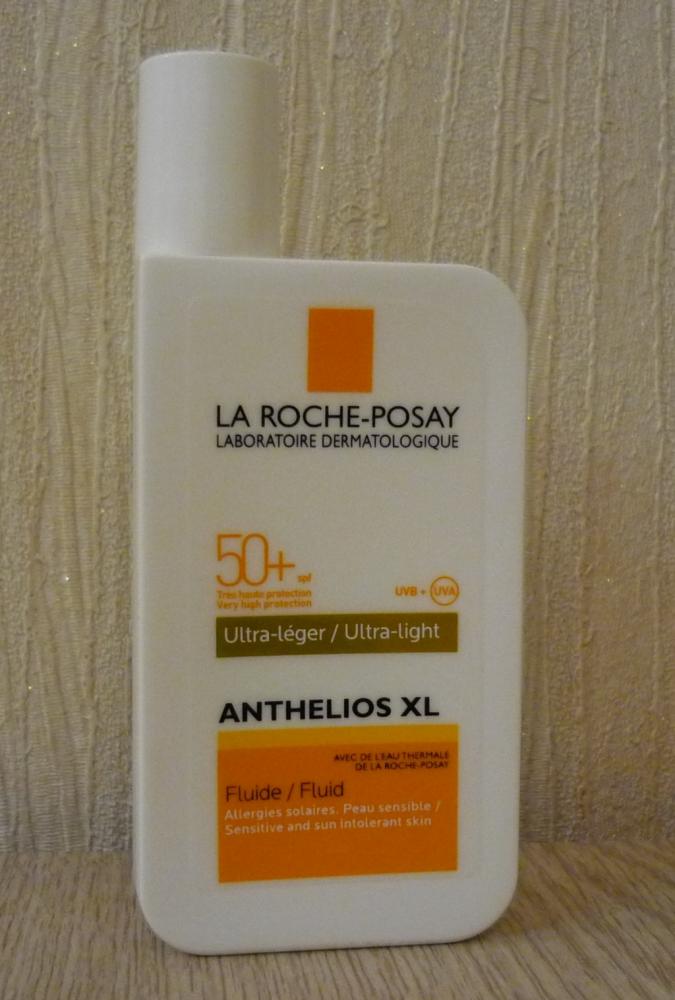 LA ROCHE-POSAY
LABORATOIRE DERMATOLOGIQUE
50+ spf
Très haute protection
Very high protection
UVB + UVA
Ultra-léger / Ultra-light
ANTHELIOS XL
AVEC DE L'EAU THERMALE
DE LA ROCHE-POSAY
Fluide / Fluid
Allergies solaires. Peau sensible /
Sensitive and sun intolerant skin